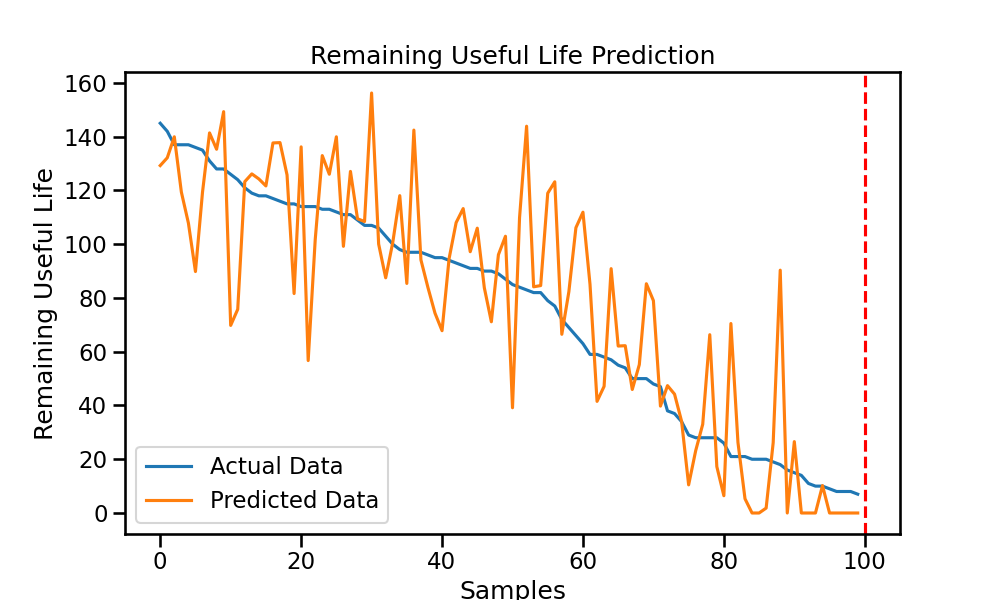 Remaining Useful Life Prediction
Remaining Useful Life
160
140
120
100
80
60
40
20
0
Actual Data
Predicted Data
0 20 40 60 80 100
Samples